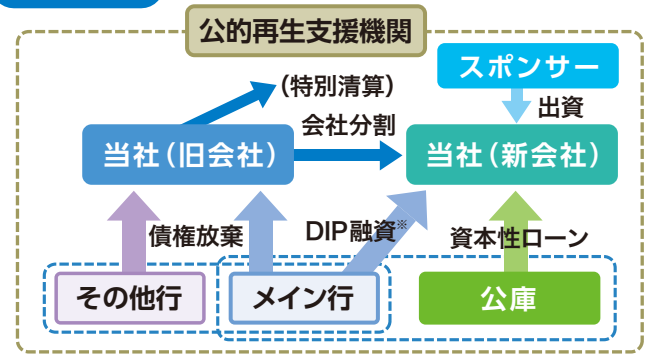 公的再生支援機関
スポンサー
(特別清算)
出資
会社分割
当社(旧会社)
当社(新会社)
債権放棄
DIP融資※
資本性ローン
その他行
メイン行
公庫